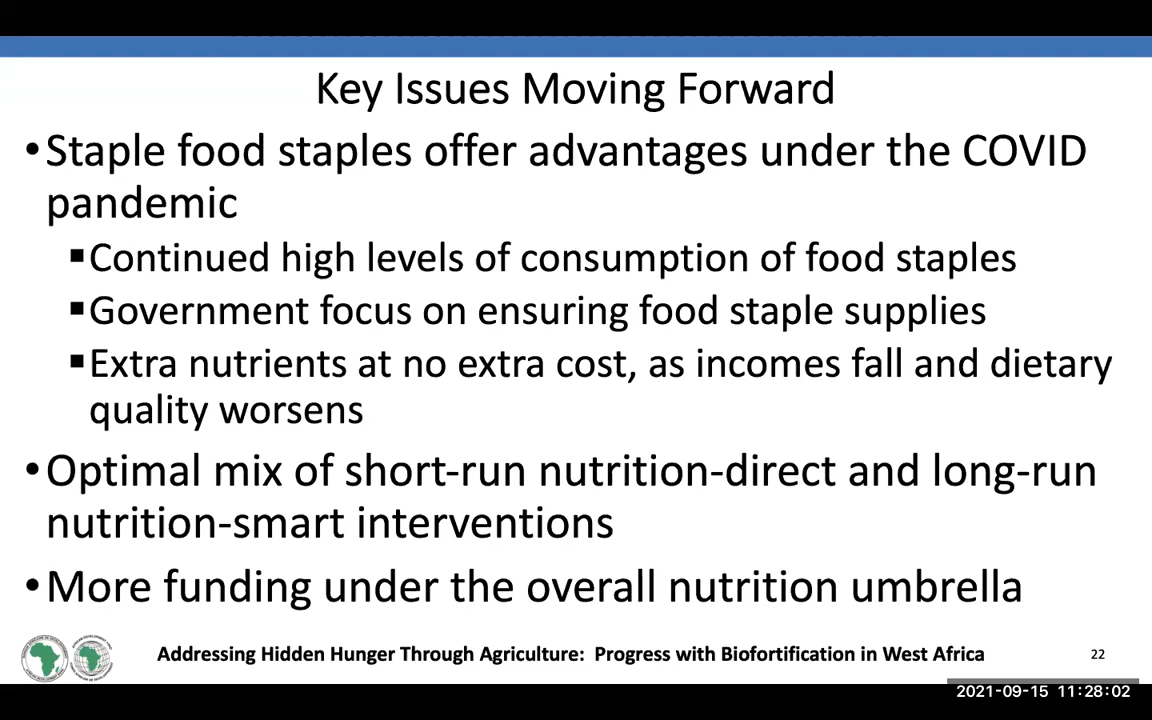 Key Issues Moving Forward
•Staple food staples offer advantages under the COVID
pandemic
▪Continued high levels of consumption of food staples
▪Government focus on ensuring food staple supplies
▪Extra nutrients at no extra cost, as incomes fall and dietary
quality worsens
•Optimal mix of short-run nutrition-direct and long-run
nutrition-smart interventions
•More funding under the overall nutrition umbrella
Addressing Hidden Hunger Through Agriculture: Progress with Biofortification in West Africa
22
2021-09-15 11:28:02